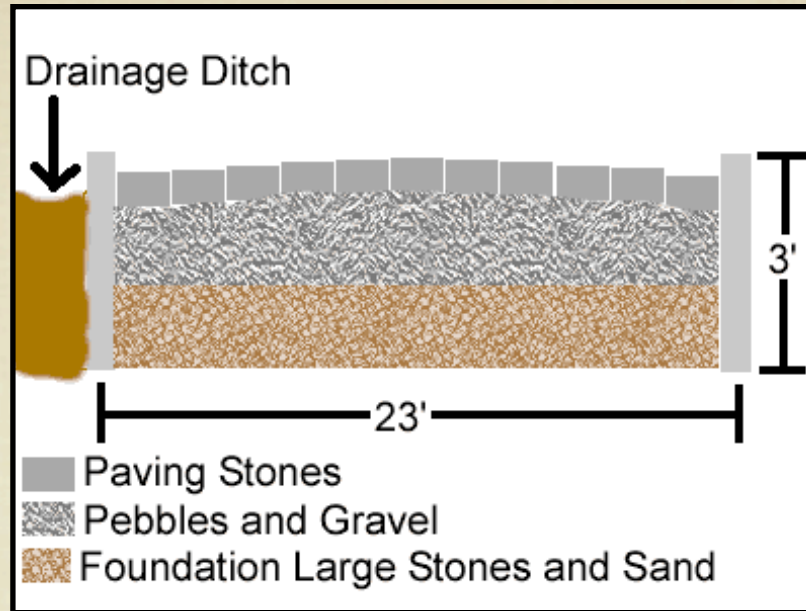 Drainage Ditch
3'
23'
Paving Stones
Pebbles and Gravel
Foundation Large Stones and Sand